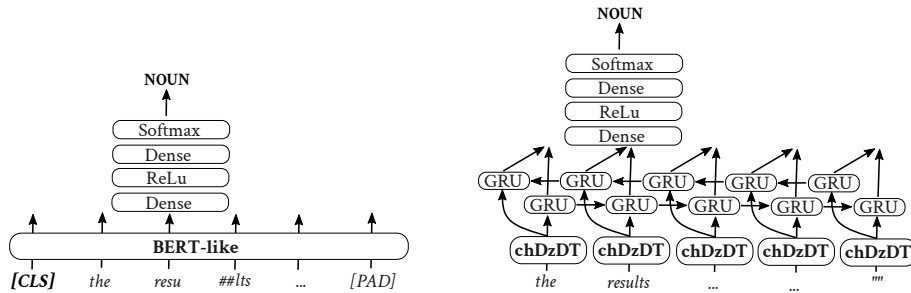 NOUN
Softmax
Dense
ReLu
Dense
BERT-like
[CLS] the resu ##lts ... [PAD]
NOUN
Softmax
Dense
ReLu
Dense
GRU GRU GRU GRU GRU
GRU GRU GRU GRU GRU
chDzDT chDzDT chDzDT chDzDT chDzDT
the results ... ... ""